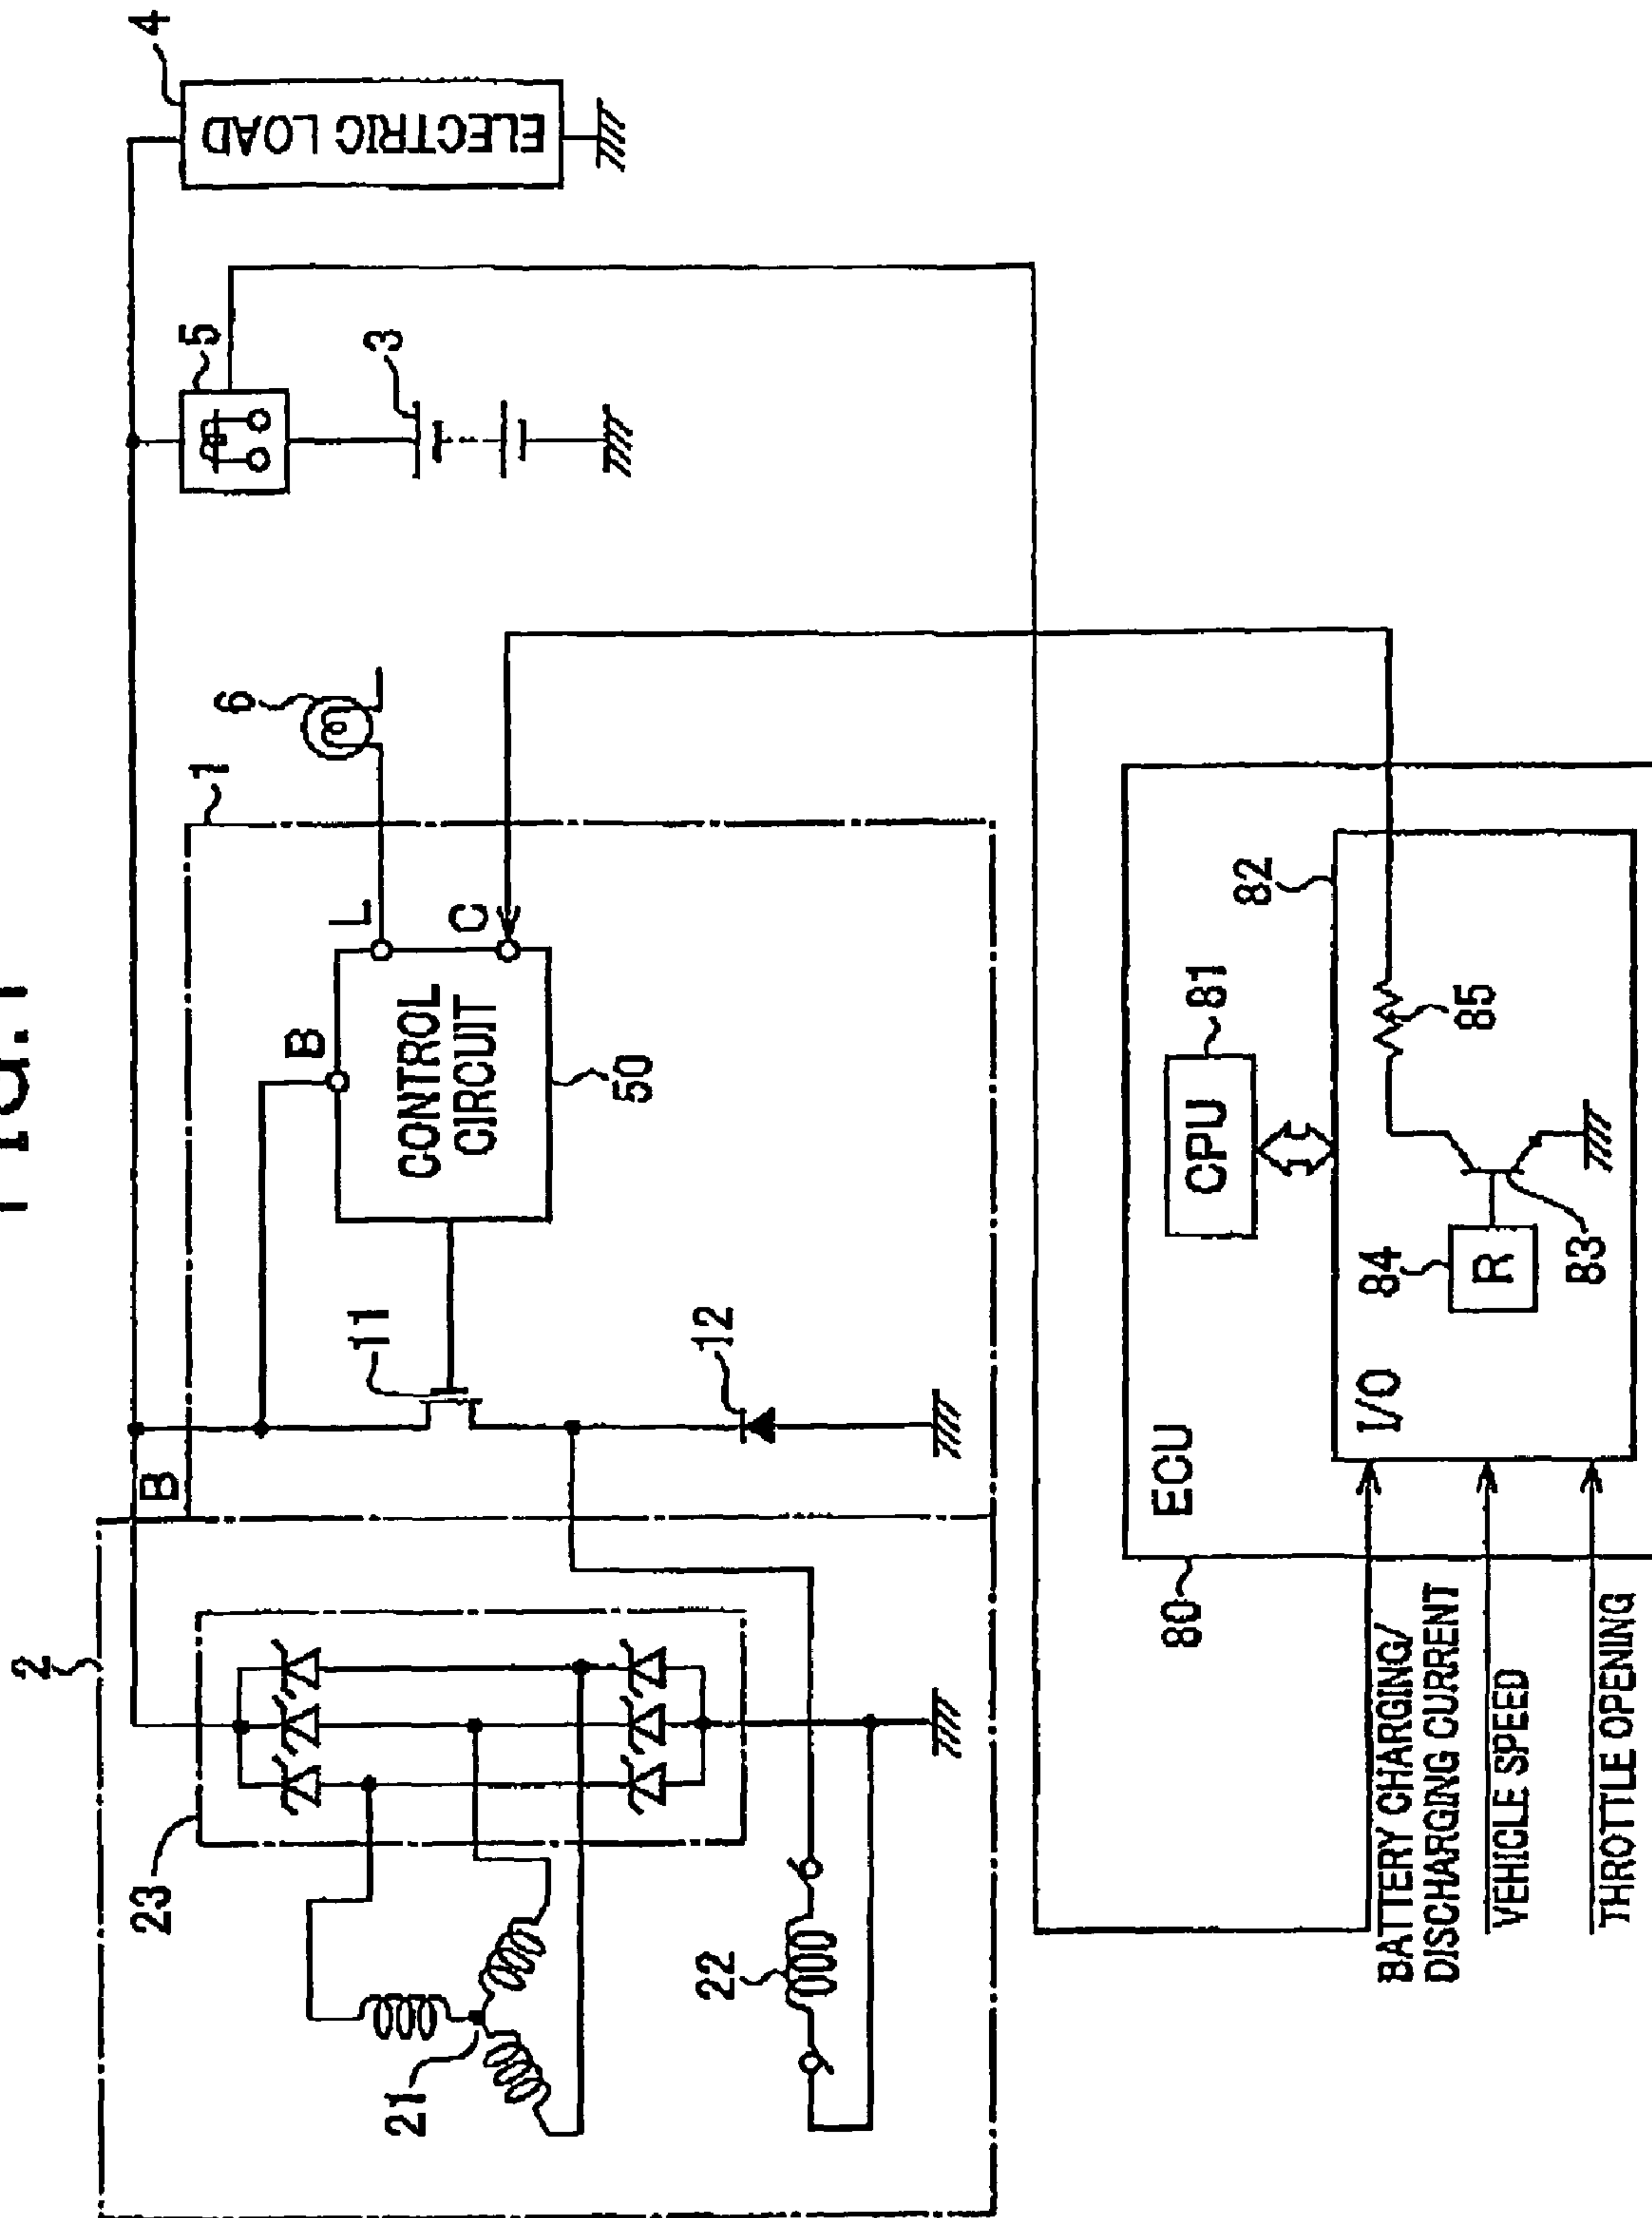 FIG. 1
2
23
21
22
B
1
11
12
B
L
C
CONTROL
CIRCUIT
50
6
5
3
4
ELECTRIC LOAD
80
ECU
CPU
81
82
I/O
84
R
83
85
BATTERY CHARGING/
DISCHARGING CURRENT
VEHICLE SPEED
THROTTLE OPENING